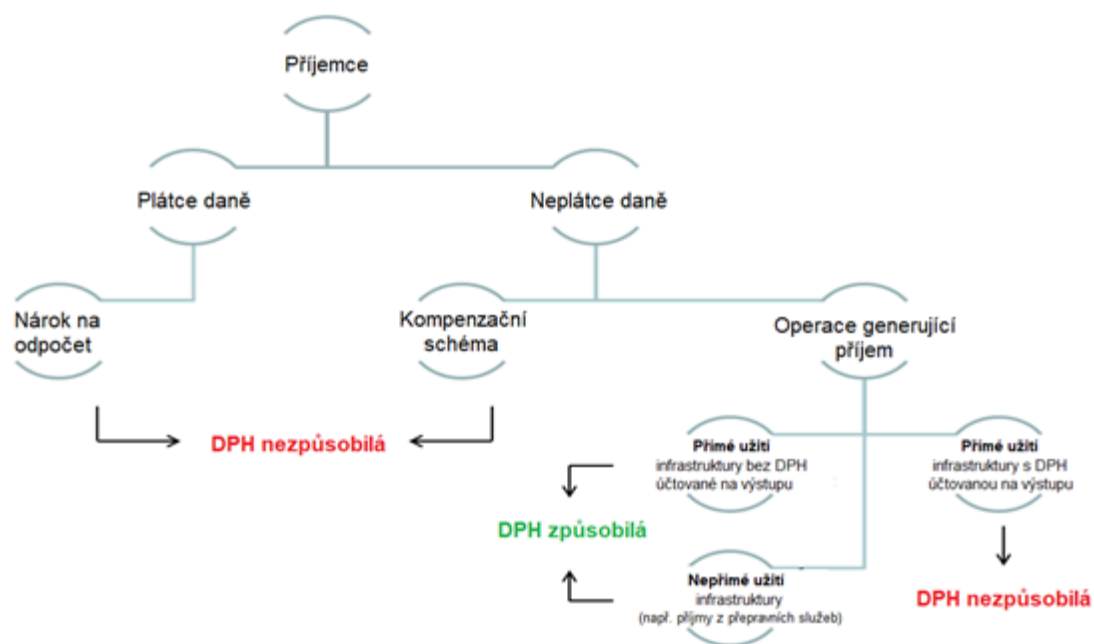 Příjemce
Plátce daně
Neplátce daně
Nárok na
odpočet
Kompenzační
schéma
Operace generující
příjem
DPH nezpůsobilá
Přímé užití
infrastruktury bez DPH
účtované na výstupu
Přímé užití
infrastruktury s DPH
účtovanou na výstupu
DPH způsobilá
Nepřímé užití
infrastruktury
(např. příjmy z přepravních služeb)
DPH nezpůsobilá